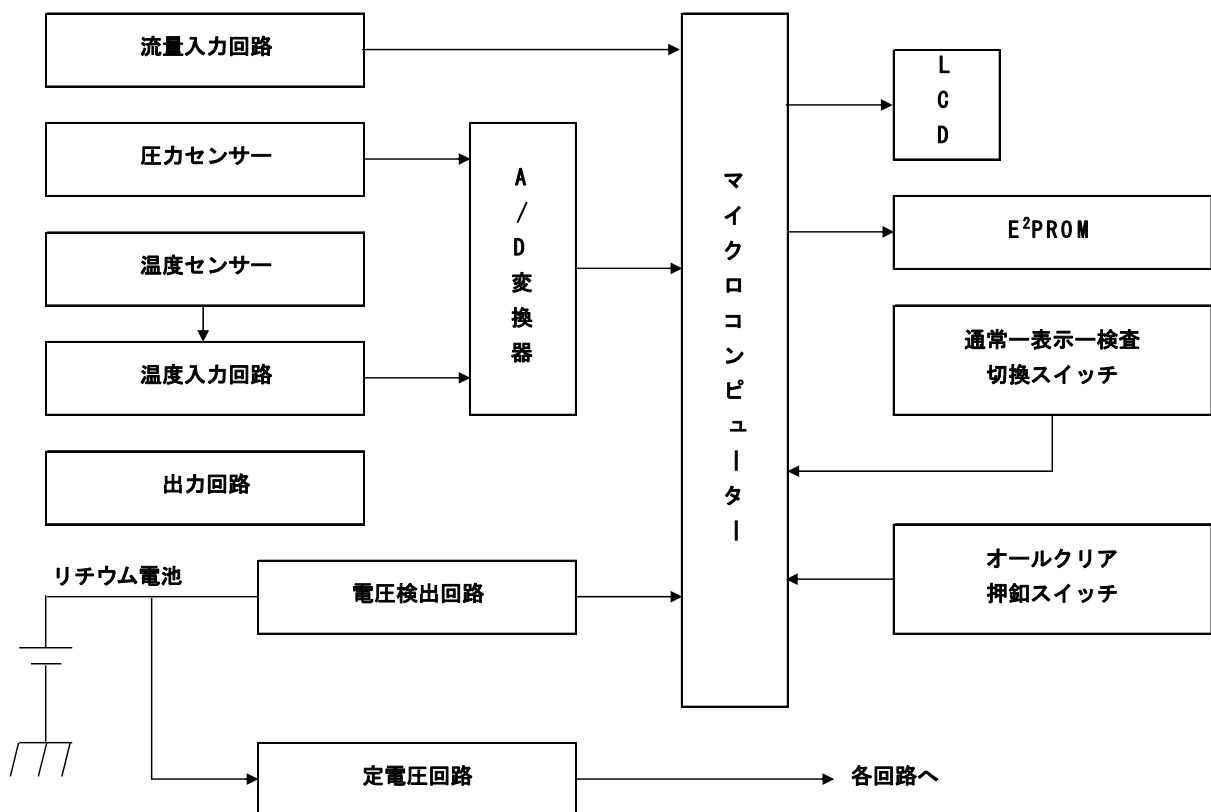 流量入力回路
圧力センサー
温度センサー
温度入力回路
出力回路
リチウム電池
電圧検出回路
定電圧回路
各回路へ
A/D変換器
マイクロコンピューター
LCD
E²PROM
通常ー表示ー検査
切換スイッチ
オールクリア
押釦スイッチ